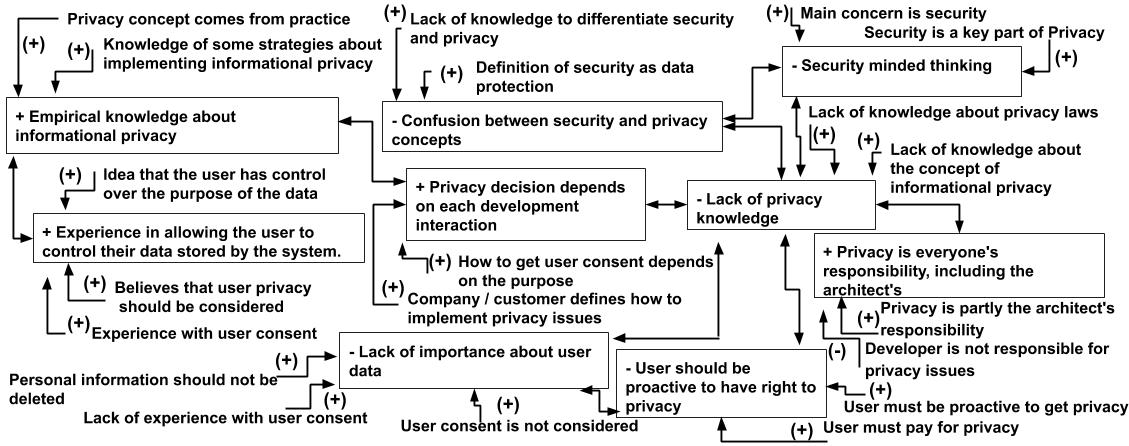 Privacy concept comes from practice
(+)
(+)
Knowledge of some strategies about
implementing informational privacy
+ Empirical knowledge about
informational privacy
(+)
Idea that the user has control
over the purpose of the data
+ Experience in allowing the user to
control their data stored by the system.
(+)
Believes that user privacy
should be considered
(+)
Experience with user consent
(+)
Lack of knowledge to differentiate security
and privacy
(+)
Definition of security as data
protection
- Confusion between security and privacy
concepts
(+)
Main concern is security
Security is a key part of Privacy
(+)
- Security minded thinking
Lack of knowledge about privacy laws
(+)
(+)
Lack of knowledge about
the concept of
informational privacy
+ Privacy decision depends
on each development
interaction
- Lack of privacy
knowledge
(+)
How to get user consent depends
on the purpose
(+)
Company / customer defines how to
implement privacy issues
+ Privacy is everyone's
responsibility, including the
architect's
Privacy is partly the architect's
(+)
responsibility
(-)
Developer is not responsible for
privacy issues
- Lack of importance about user
data
(+)
Personal information should not be
deleted
(+)
Lack of experience with user consent
(+)
User consent is not considered
- User should be
proactive to have right to
privacy
(+)
User must be proactive to get privacy
(+)
User must pay for privacy